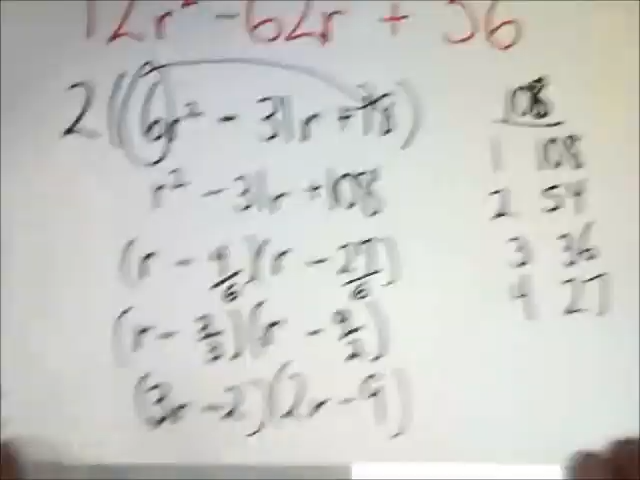 12r² - 62r + 36
2(6r² - 31r + 18)
r² - 31r + 108
(r - 4/6)(r - 27/6)
(r - 2/3)(r - 9/2)
(3r - 2)(2r - 9)
108
1 108
2 54
3 36
4 27